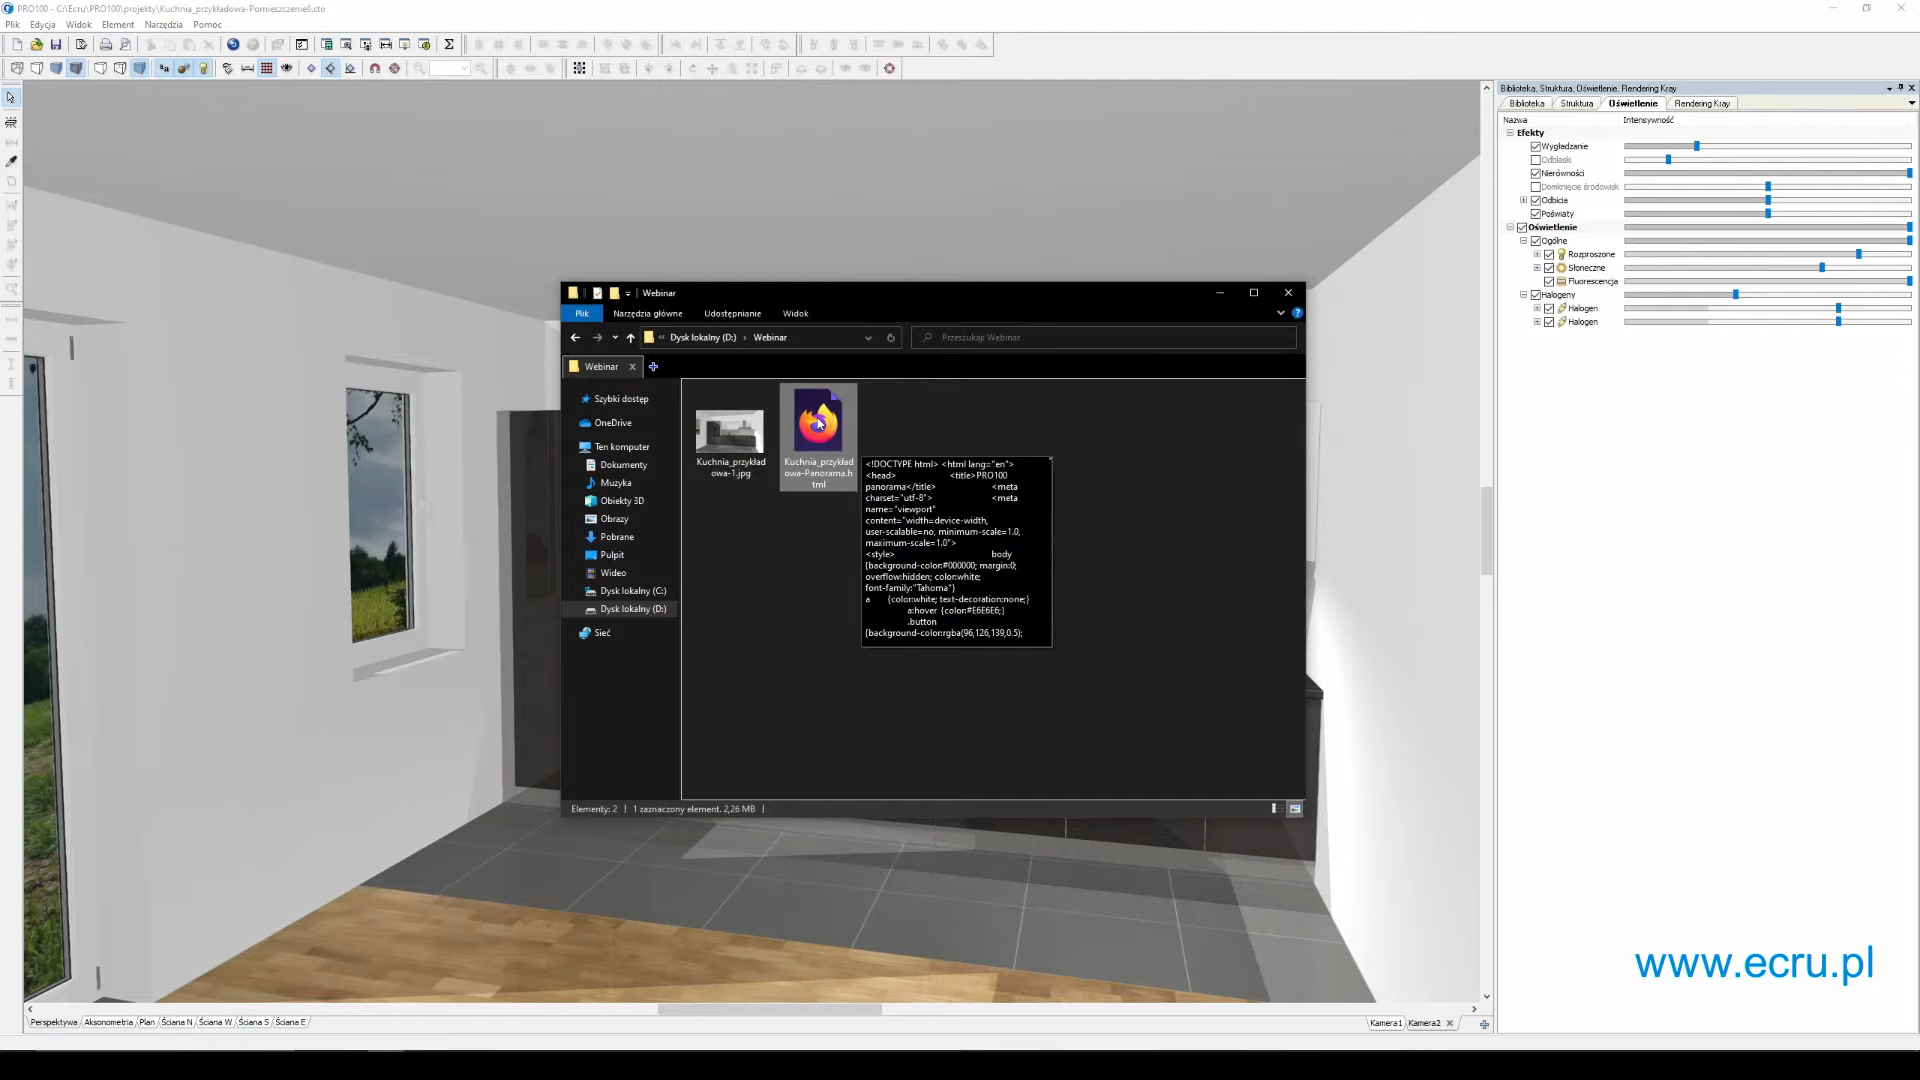 PRO100 - C:\Ecru\PRO100\projekty\Kuchnia_przykładowa-Pomieszczenie6.sto
Plik Edycja Widok Element Narzędzia Pomoc
Biblioteka, Struktura, Oświetlenie, Rendering Kray
Biblioteka Struktura Oświetlenie Rendering Kray
Nazwa Intensywność
Efekty
Wygładzanie
Odblaski
Nierówności
Domknięcie środowisk
Odbicia
Poświaty
Oświetlenie
Ogólne
Rozproszone
Słoneczne
Fluorescencja
Halogeny
Halogen
Halogen
Webinar
Plik Narzędzia główne Udostępnianie Widok
« Dysk lokalny (D:) › Webinar
Przeszukaj: Webinar
Webinar
Szybki dostęp
OneDrive
Ten komputer
Dokumenty
Muzyka
Obiekty 3D
Obrazy
Pobrane
Pulpit
Wideo
Dysk lokalny (C:)
Dysk lokalny (D:)
Sieć
Kuchnia_przykład
owa-1.jpg
Kuchnia_przykład
owa-Panorama.h
tml
<!DOCTYPE html> <html lang="en">
<head> <title>PRO100
panorama</title> <meta
charset="utf-8"> <meta
name="viewport"
content="width=device-width,
user-scalable=no, minimum-scale=1.0,
maximum-scale=1.0">
<style> body
{background-color:#000000; margin:0;
overflow:hidden; color:white;
font-family:"Tahoma"}
a {color:white; text-decoration:none;}
a:hover {color:#E6E6E6;}
.button
{background-color:rgba(96,126,139,0.5);
Elementy: 2 | 1 zaznaczony element. 2,26 MB |
www.ecru.pl
Perspektywa Aksonometria Plan Ściana N Ściana W Ściana S Ściana E
Kamera1 Kamera2